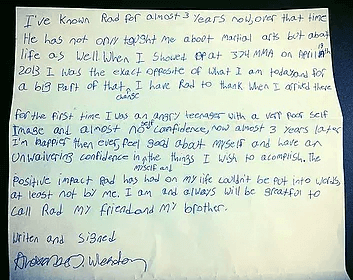 I've known Rad for almost 3 years now, over that time
He has not only taught me about martial arts but about
life as well. When I showed up at 374 MMA on April
2013 I was the exact opposite of what I am today and for
a big part of that change, I have Rad to thank when I arrived there
for the first time I was an angry teenager with a very poor self
Image and almost no self confidence, now almost 3 years later
I'm happier then ever, feel good about myself and have an
Unwaivering confidence in myself and the things I wish to acomplish. The
Positive impact Rad has had on my life couldn't be put into words,
at least not by me. I am and always will be greatful to
Call Rad my friend and my brother.
Writen and Signed